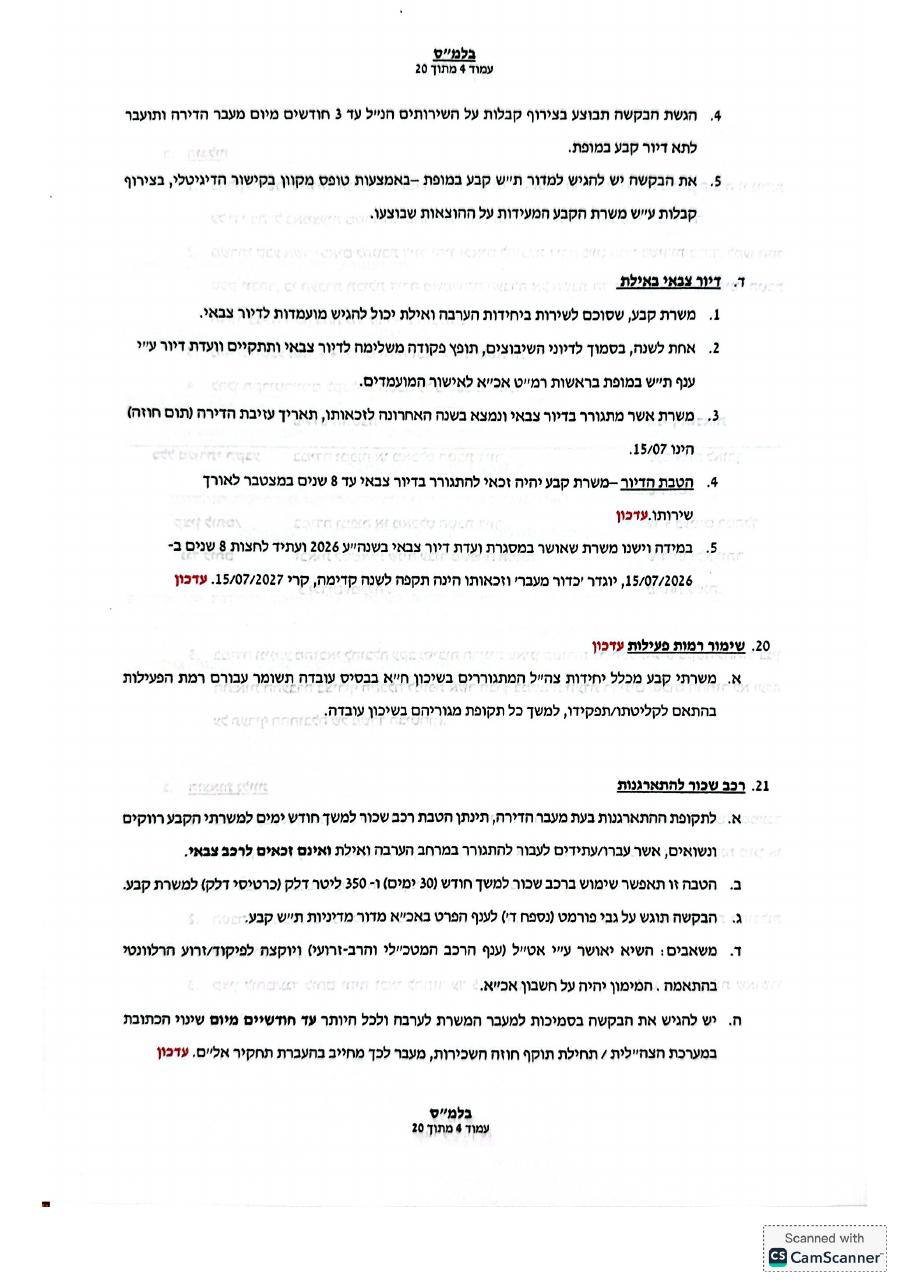 בלמ״ס
עמוד 4 מתוך 20
4. הגשת הבקשה תבוצע בצירוף קבלות על השירותים הנ״ל עד 3 חודשים מיום מעבר הדירה ותועבר
לתא דיור קבע במופת.
5. את הבקשה יש להגיש למדור ת״ש קבע במופת –באמצעות טופס מקוון בקישור הדיגיטלי, בצירוף
קבלות ע״ש משרת הקבע המעידות על ההוצאות שבוצעו.
ד. דיור צבאי באילת
1. משרת קבע, שסוכם לשירות ביחידות הערבה ואילת יכול להגיש מועמדות לדיור צבאי.
2. אחת לשנה, בסמוך לדיוני השיבוצים, תופץ פקודה משלימה לדיור צבאי ותתקיים וועדת דיור ע״י
ענף ת״ש במופת בראשות רמ״ט אכ״א לאישור המועמדים.
3. משרת אשר מתגורר בדיור צבאי ונמצא בשנה האחרונה לזכאותו, תאריך עזיבת הדירה (תום חוזה)
הינו 15/07.
4. הטבת הדיור –משרת קבע יהיה זכאי להתגורר בדיור צבאי עד 8 שנים במצטבר לאורך
שירותו.עדכון
5. במידה וישנו משרת שאושר במסגרת ועדת דיור צבאי בשנה״ע 2026 ועתיד לחצות 8 שנים ב-
15/07/2026, יוגדר ׳כדור מעבר׳ וזכאותו הינה תקפה לשנה קדימה, קרי 15/07/2027. עדכון
20. שימור רמות פעילות עדכון
א. משרתי קבע מכלל יחידות צה״ל המתגוררים בשיכון ח״א בבסיס עובדה תשומר עבורם רמת הפעילות
בהתאם לקליטתו/תפקידו, למשך כל תקופת מגוריהם בשיכון עובדה.
21. רכב שכור להתארגנות
א. לתקופת ההתארגנות בעת מעבר הדירה, תינתן הטבת רכב שכור למשך חודש ימים למשרתי הקבע רווקים
ונשואים, אשר עברו/עתידים לעבור להתגורר במרחב הערבה ואילת ואינם זכאים לרכב צבאי.
ב. הטבה זו תאפשר שימוש ברכב שכור למשך חודש (30 ימים) ו- 350 ליטר דלק (כרטיסי דלק) למשרת קבע.
ג. הבקשה תוגש על גבי פורמט (נספח ד׳) לענף הפרט באכ״א מדור מדיניות ת״ש קבע.
ד. משאבים: השיא יאושר ע״י אט״ל (ענף הרכב המטכ״לי והרב-זרועי) ויוקצה לפיקוד/זרוע הרלוונטי
בהתאמה . המימון יהיה על חשבון אכ״א.
ה. יש להגיש את הבקשה בסמיכות למעבר המשרת לערבה ולכל היותר עד חודשיים מיום שינוי הכתובת
במערכת הצה״לית / תחילת תוקף חוזה השכירות, מעבר לכך מחייב בהעברת תחקיר אל״ם. עדכון
בלמ״ס
עמוד 4 מתוך 20
Scanned with
CS CamScanner